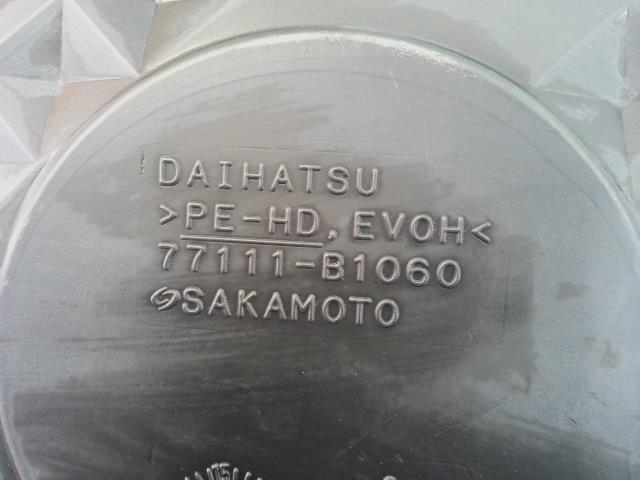 DAIHATSU
>PE-HD, EVOH<
77111-B1060
SAKAMOTO